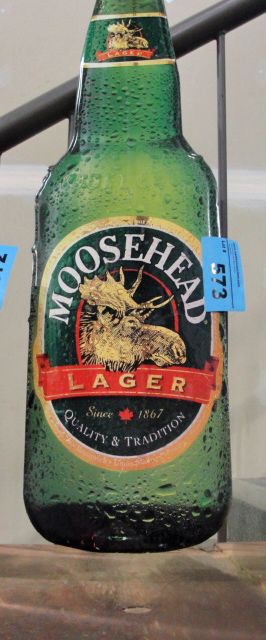 LAGER
MOOSEHEAD
LAGER
Since 1867
QUALITY & TRADITION
573